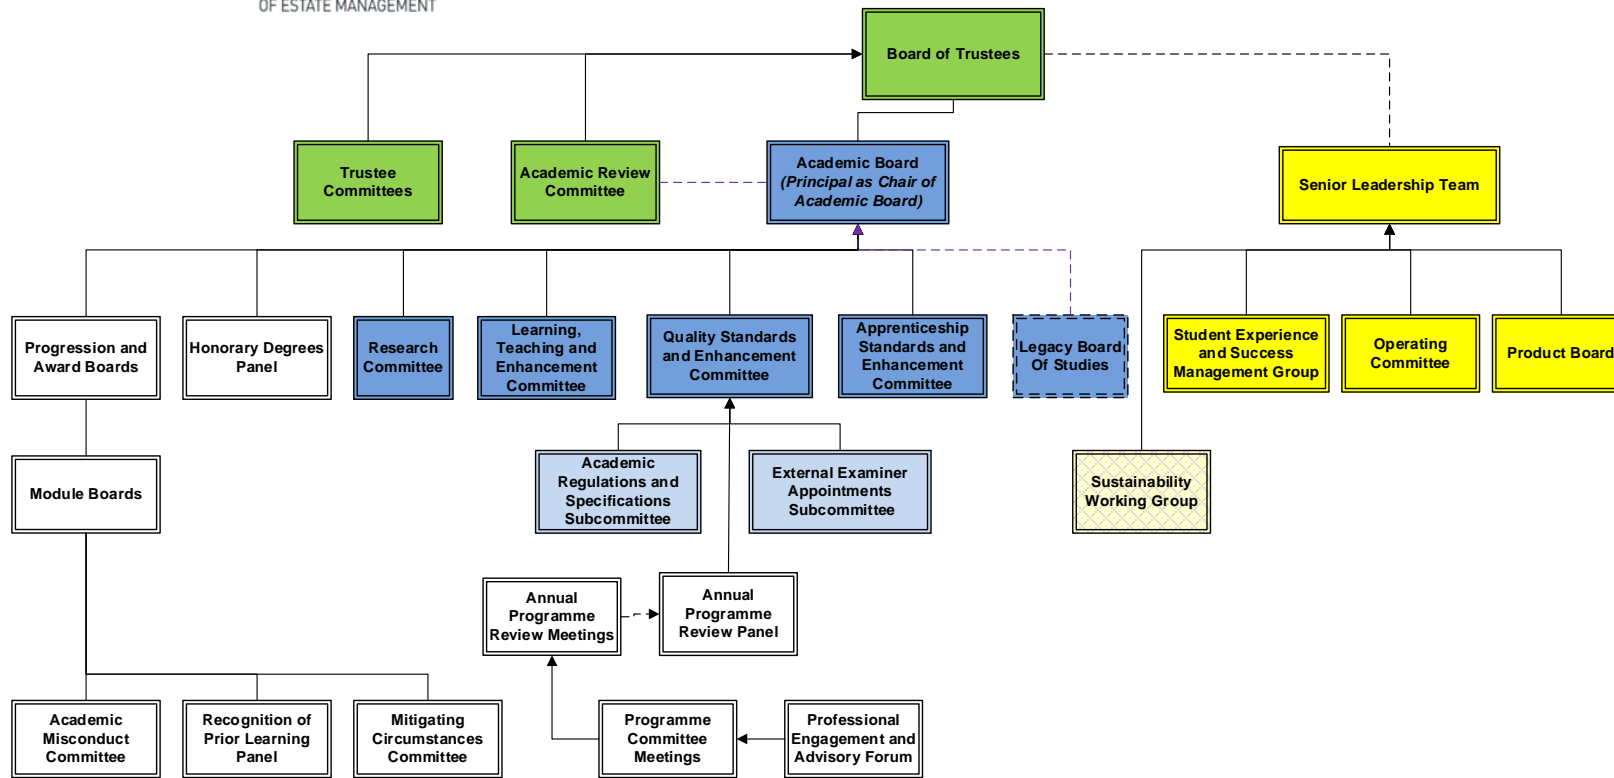 OF ESTATE MANAGEMENT
Board of Trustees
Trustee
Committees
Academic Review
Committee
Academic Board
(Principal as Chair of
Academic Board)
Senior Leadership Team
Progression and
Award Boards
Honorary Degrees
Panel
Research
Committee
Learning,
Teaching and
Enhancement
Committee
Quality Standards
and Enhancement
Committee
Apprenticeship
Standards and
Enhancement
Committee
Legacy Board
Of Studies
Student Experience
and Success
Management Group
Operating
Committee
Product Board
Module Boards
Academic
Regulations and
Specifications
Subcommittee
External Examiner
Appointments
Subcommittee
Sustainability
Working Group
Annual
Programme
Review Meetings
Annual
Programme
Review Panel
Academic
Misconduct
Committee
Recognition of
Prior Learning
Panel
Mitigating
Circumstances
Committee
Programme
Committee
Meetings
Professional
Engagement and
Advisory Forum